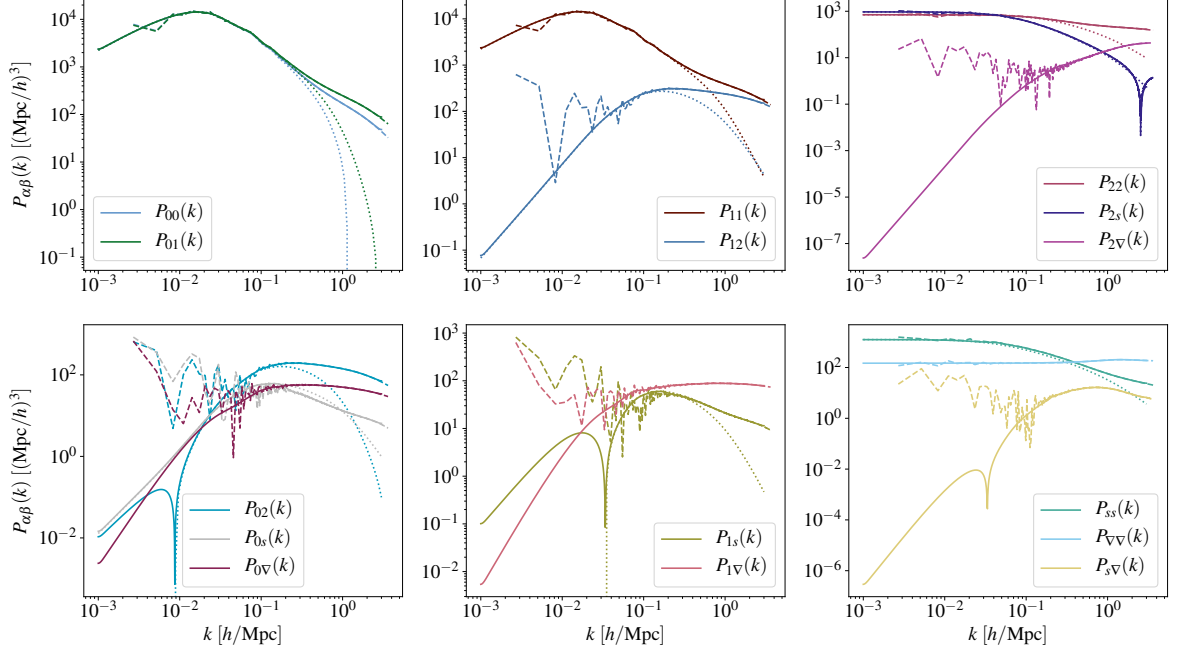 P_{αβ}(k) [(Mpc/h)^3]
10^4
10^3
10^2
10^1
10^0
10^{-1}
P_{00}(k)
P_{01}(k)
10^{-3} 10^{-2} 10^{-1} 10^0
10^4
10^3
10^2
10^1
10^0
10^{-1}
P_{11}(k)
P_{12}(k)
10^{-3} 10^{-2} 10^{-1} 10^0
10^3
10^1
10^{-1}
10^{-3}
10^{-5}
10^{-7}
P_{22}(k)
P_{2s}(k)
P_{2∇}(k)
10^{-3} 10^{-2} 10^{-1} 10^0
P_{αβ}(k) [(Mpc/h)^3]
10^2
10^0
10^{-2}
P_{02}(k)
P_{0s}(k)
P_{0∇}(k)
10^{-3} 10^{-2} 10^{-1} 10^0
k [h/Mpc]
10^3
10^2
10^1
10^0
10^{-1}
10^{-2}
P_{1s}(k)
P_{1∇}(k)
10^{-3} 10^{-2} 10^{-1} 10^0
k [h/Mpc]
10^2
10^0
10^{-2}
10^{-4}
10^{-6}
P_{ss}(k)
P_{∇∇}(k)
P_{s∇}(k)
10^{-3} 10^{-2} 10^{-1} 10^0
k [h/Mpc]